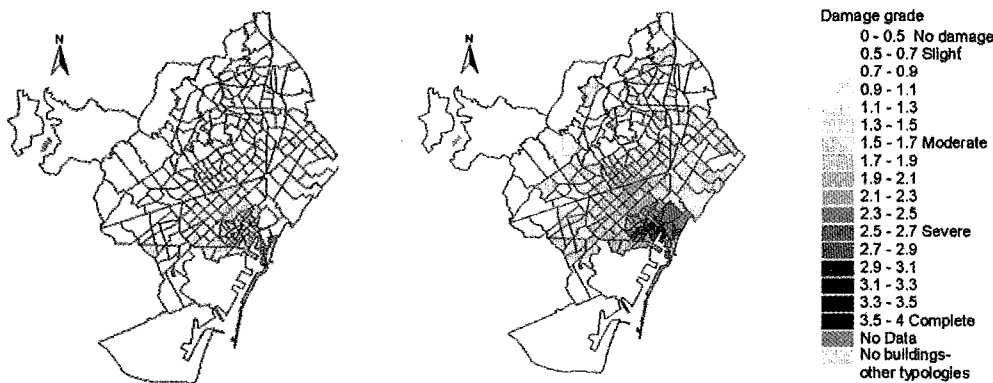 N
N
Damage grade
0 - 0.5 No damage
0.5 - 0.7 Slight
0.7 - 0.9
0.9 - 1.1
1.1 - 1.3
1.3 - 1.5
1.5 - 1.7 Moderate
1.7 - 1.9
1.9 - 2.1
2.1 - 2.3
2.3 - 2.5
2.5 - 2.7 Severe
2.7 - 2.9
2.9 - 3.1
3.1 - 3.3
3.3 - 3.5
3.5 - 4 Complete
No Data
No buildings-
other typologies